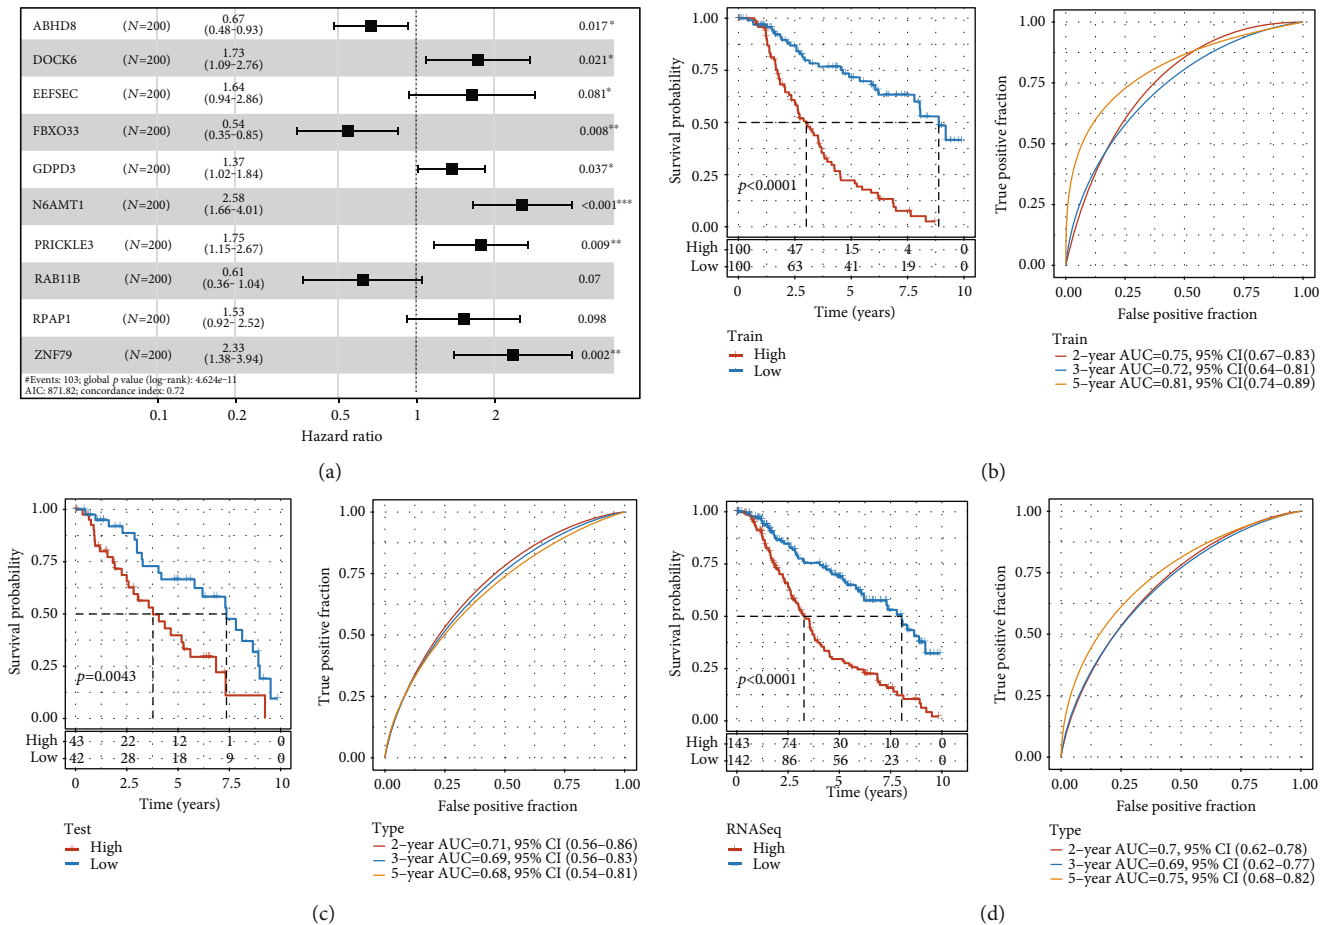 ABHD8 (N=200) 0.67 (0.48–0.93) 0.017*
DOCK6 (N=200) 1.73 (1.09–2.76) 0.021*
EEFSEC (N=200) 1.64 (0.94–2.86) 0.081*
FBXO33 (N=200) 0.54 (0.35–0.85) 0.008**
GDPD3 (N=200) 1.37 (1.02–1.84) 0.037*
N6AMT1 (N=200) 2.58 (1.66–4.01) <0.001***
PRICKLE3 (N=200) 1.75 (1.15–2.67) 0.009**
RAB11B (N=200) 0.61 (0.36– 1.04) 0.07
RPAP1 (N=200) 1.53 (0.92– 2.52) 0.098
ZNF79 (N=200) 2.33 (1.38–3.94) 0.002**
#Events: 103; global p value (log–rank): 4.624e–11
AIC: 871.82; concordance index: 0.72
0.1 0.2 0.5 1 2
Hazard ratio
(a)
Survival probability
1.00
0.75
0.50
0.25
0.00
p<0.0001
High 100 47 15 4 0
Low 100 63 41 19 0
0 2.5 5 7.5 10
Time (years)
Train
High
Low
True positive fraction
1.00
0.75
0.50
0.25
0.00
0.00 0.25 0.50 0.75 1.00
False positive fraction
Train
2–year AUC=0.75, 95% CI(0.67–0.83)
3–year AUC=0.72, 95% CI(0.64–0.81)
5–year AUC=0.81, 95% CI(0.74–0.89)
(b)
Survival probability
1.00
0.75
0.50
0.25
0.00
p=0.0043
High 43 22 12 1 0
Low 42 28 18 9 0
0 2.5 5 7.5 10
Time (years)
Test
High
Low
True positive fraction
1.00
0.75
0.50
0.25
0.00
0.00 0.25 0.50 0.75 1.00
False positive fraction
Type
2–year AUC=0.71, 95% CI (0.56–0.86)
3–year AUC=0.69, 95% CI (0.56–0.83)
5–year AUC=0.68, 95% CI (0.54–0.81)
(c)
Survival probability
1.00
0.75
0.50
0.25
0.00
p<0.0001
High 143 74 30 10 0
Low 142 86 56 23 0
0 2.5 5 7.5 10
Time (years)
RNASeq
High
Low
True positive fraction
1.00
0.75
0.50
0.25
0.00
0.00 0.25 0.50 0.75 1.00
False positive fraction
Type
2–year AUC=0.7, 95% CI (0.62–0.78)
3–year AUC=0.69, 95% CI (0.62–0.77)
5–year AUC=0.75, 95% CI (0.68–0.82)
(d)